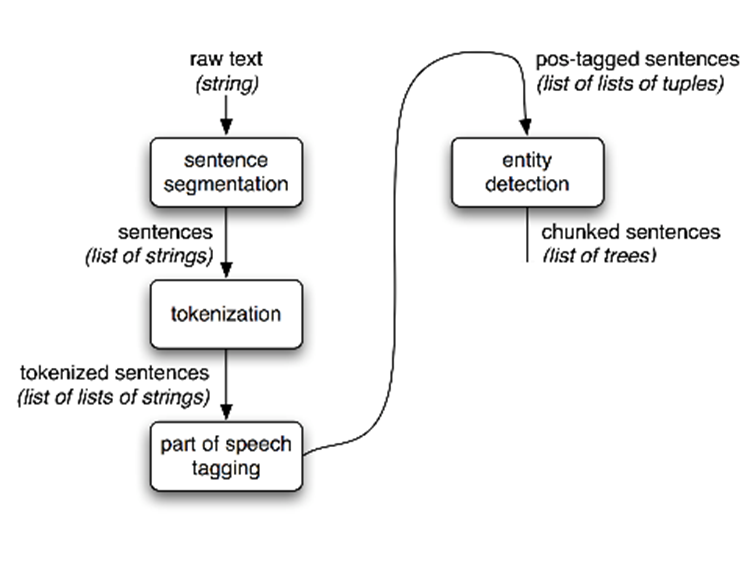 raw text
(string)
sentence
segmentation
sentences
(list of strings)
tokenization
tokenized sentences
(list of lists of strings)
part of speech
tagging
pos-tagged sentences
(list of lists of tuples)
entity
detection
chunked sentences
(list of trees)